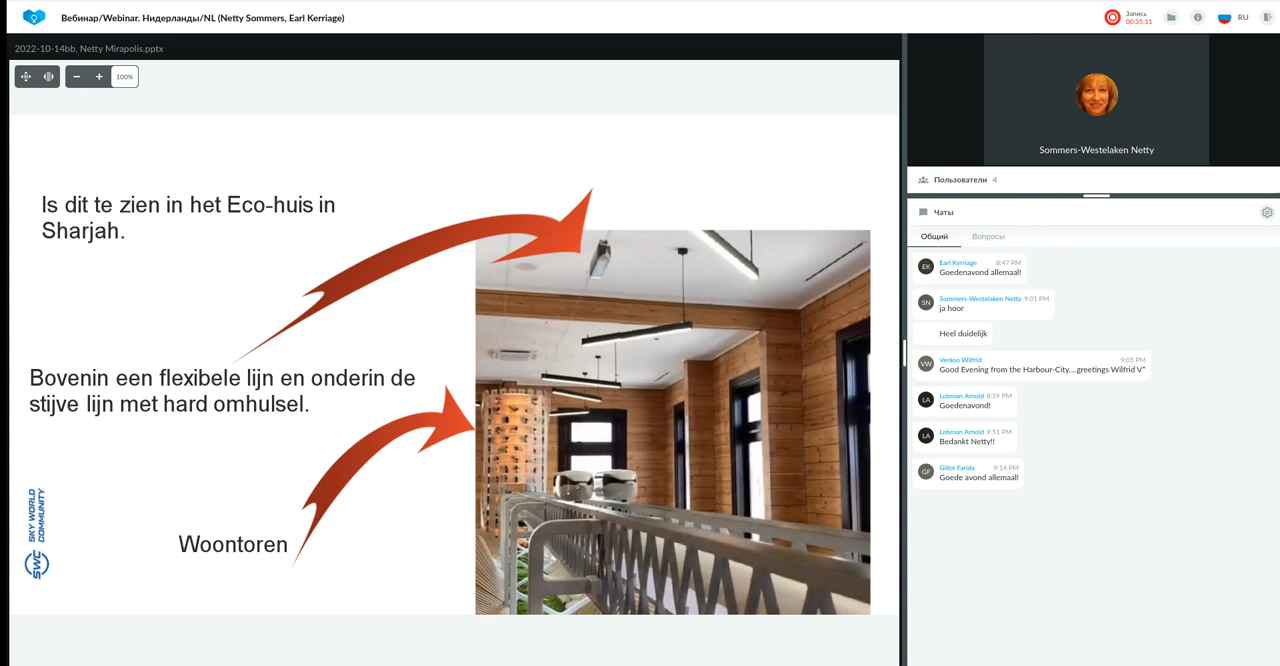 Вебинар/Webinar. Нидерланды/NL (Netty Sommers, Earl Kerriage)
Запись
00:35:11
RU
2022-10-14bb, Netty Mirapolis.pptx
100%
Is dit te zien in het Eco-huis in
Sharjah.
Bovenin een flexibele lijn en onderin de
stijve lijn met hard omhulsel.
Woontoren
SWC SKY WORLD
COMMUNITY
Sommers-Westelaken Netty
Пользователи 4
Чаты
Общий Вопросы
EK Earl Kerriage 8:47 PM
Goedenavond allemaal!
SN Sommers-Westelaken Netty 9:01 PM
ja hoor
Heel duidelijk
VW Venloo Wilfrid 9:05 PM
Good Evening from the Harbour-City....greetings Wilfrid V"
LA Lobman Arnold 8:59 PM
Goedenavond!
LA Lobman Arnold 9:51 PM
Bedankt Netty!!
GF Gillot Farida 9:14 PM
Goede avond allemaal!